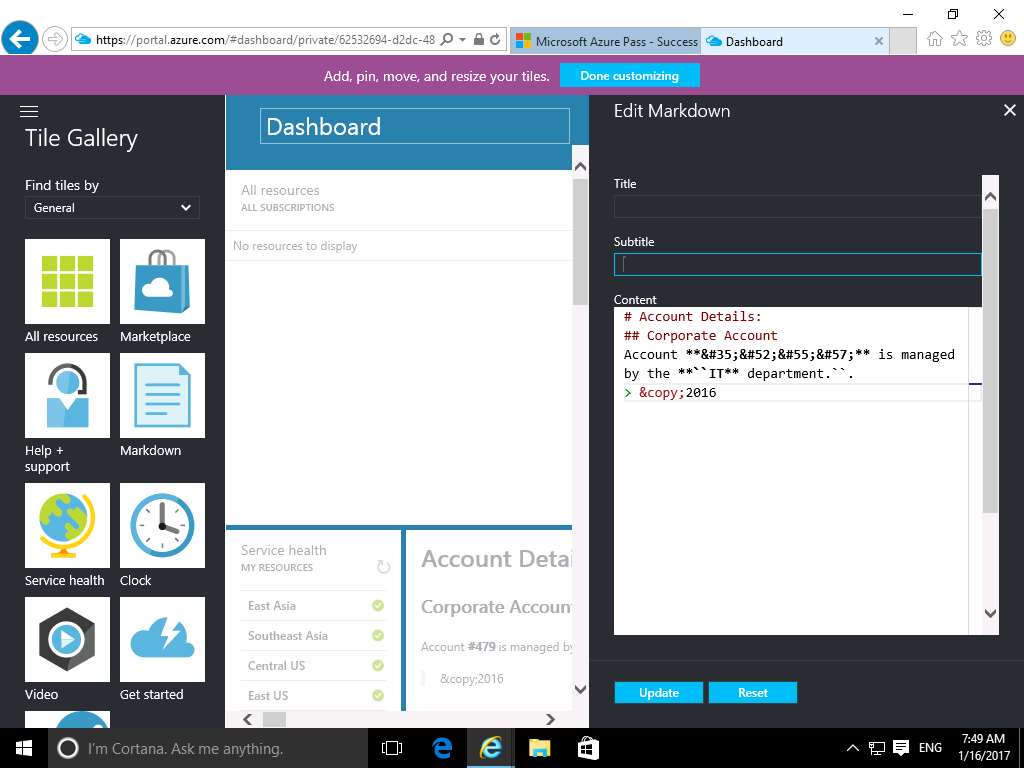 https://portal.azure.com/#dashboard/private/62532694-d2dc-48
Microsoft Azure Pass - Success
Dashboard
Add, pin, move, and resize your tiles.
Done customizing
Tile Gallery
Find tiles by
General
All resources
Marketplace
Help + support
Markdown
Service health
Clock
Video
Get started
Dashboard
All resources
ALL SUBSCRIPTIONS
No resources to display
Service health
MY RESOURCES
East Asia
Southeast Asia
Central US
East US
Account Detai
Corporate Accoun
Account #479 is managed by
&copy;2016
Edit Markdown
Title
Subtitle
Content
# Account Details:
## Corporate Account
Account **&#35;&#52;&#55;&#57;** is managed
by the **``IT** department.``.
> &copy;2016
Update
Reset
I'm Cortana. Ask me anything.
ENG
7:49 AM
1/16/2017